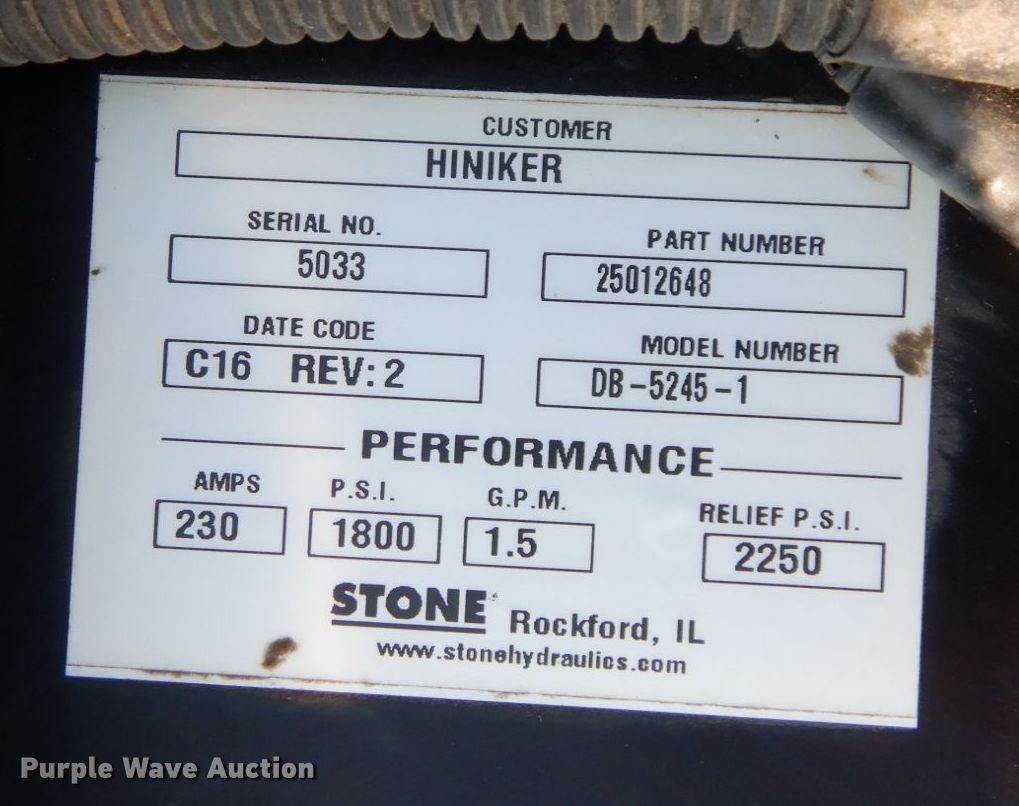 CUSTOMER
HINIKER
SERIAL NO. PART NUMBER
5033 25012648
DATE CODE MODEL NUMBER
C16 REV: 2 DB-5245-1
PERFORMANCE
AMPS P.S.I. G.P.M. RELIEF P.S.I.
230 1800 1.5 2250
STONE Rockford, IL
www.stonehydraulics.com
Purple Wave Auction